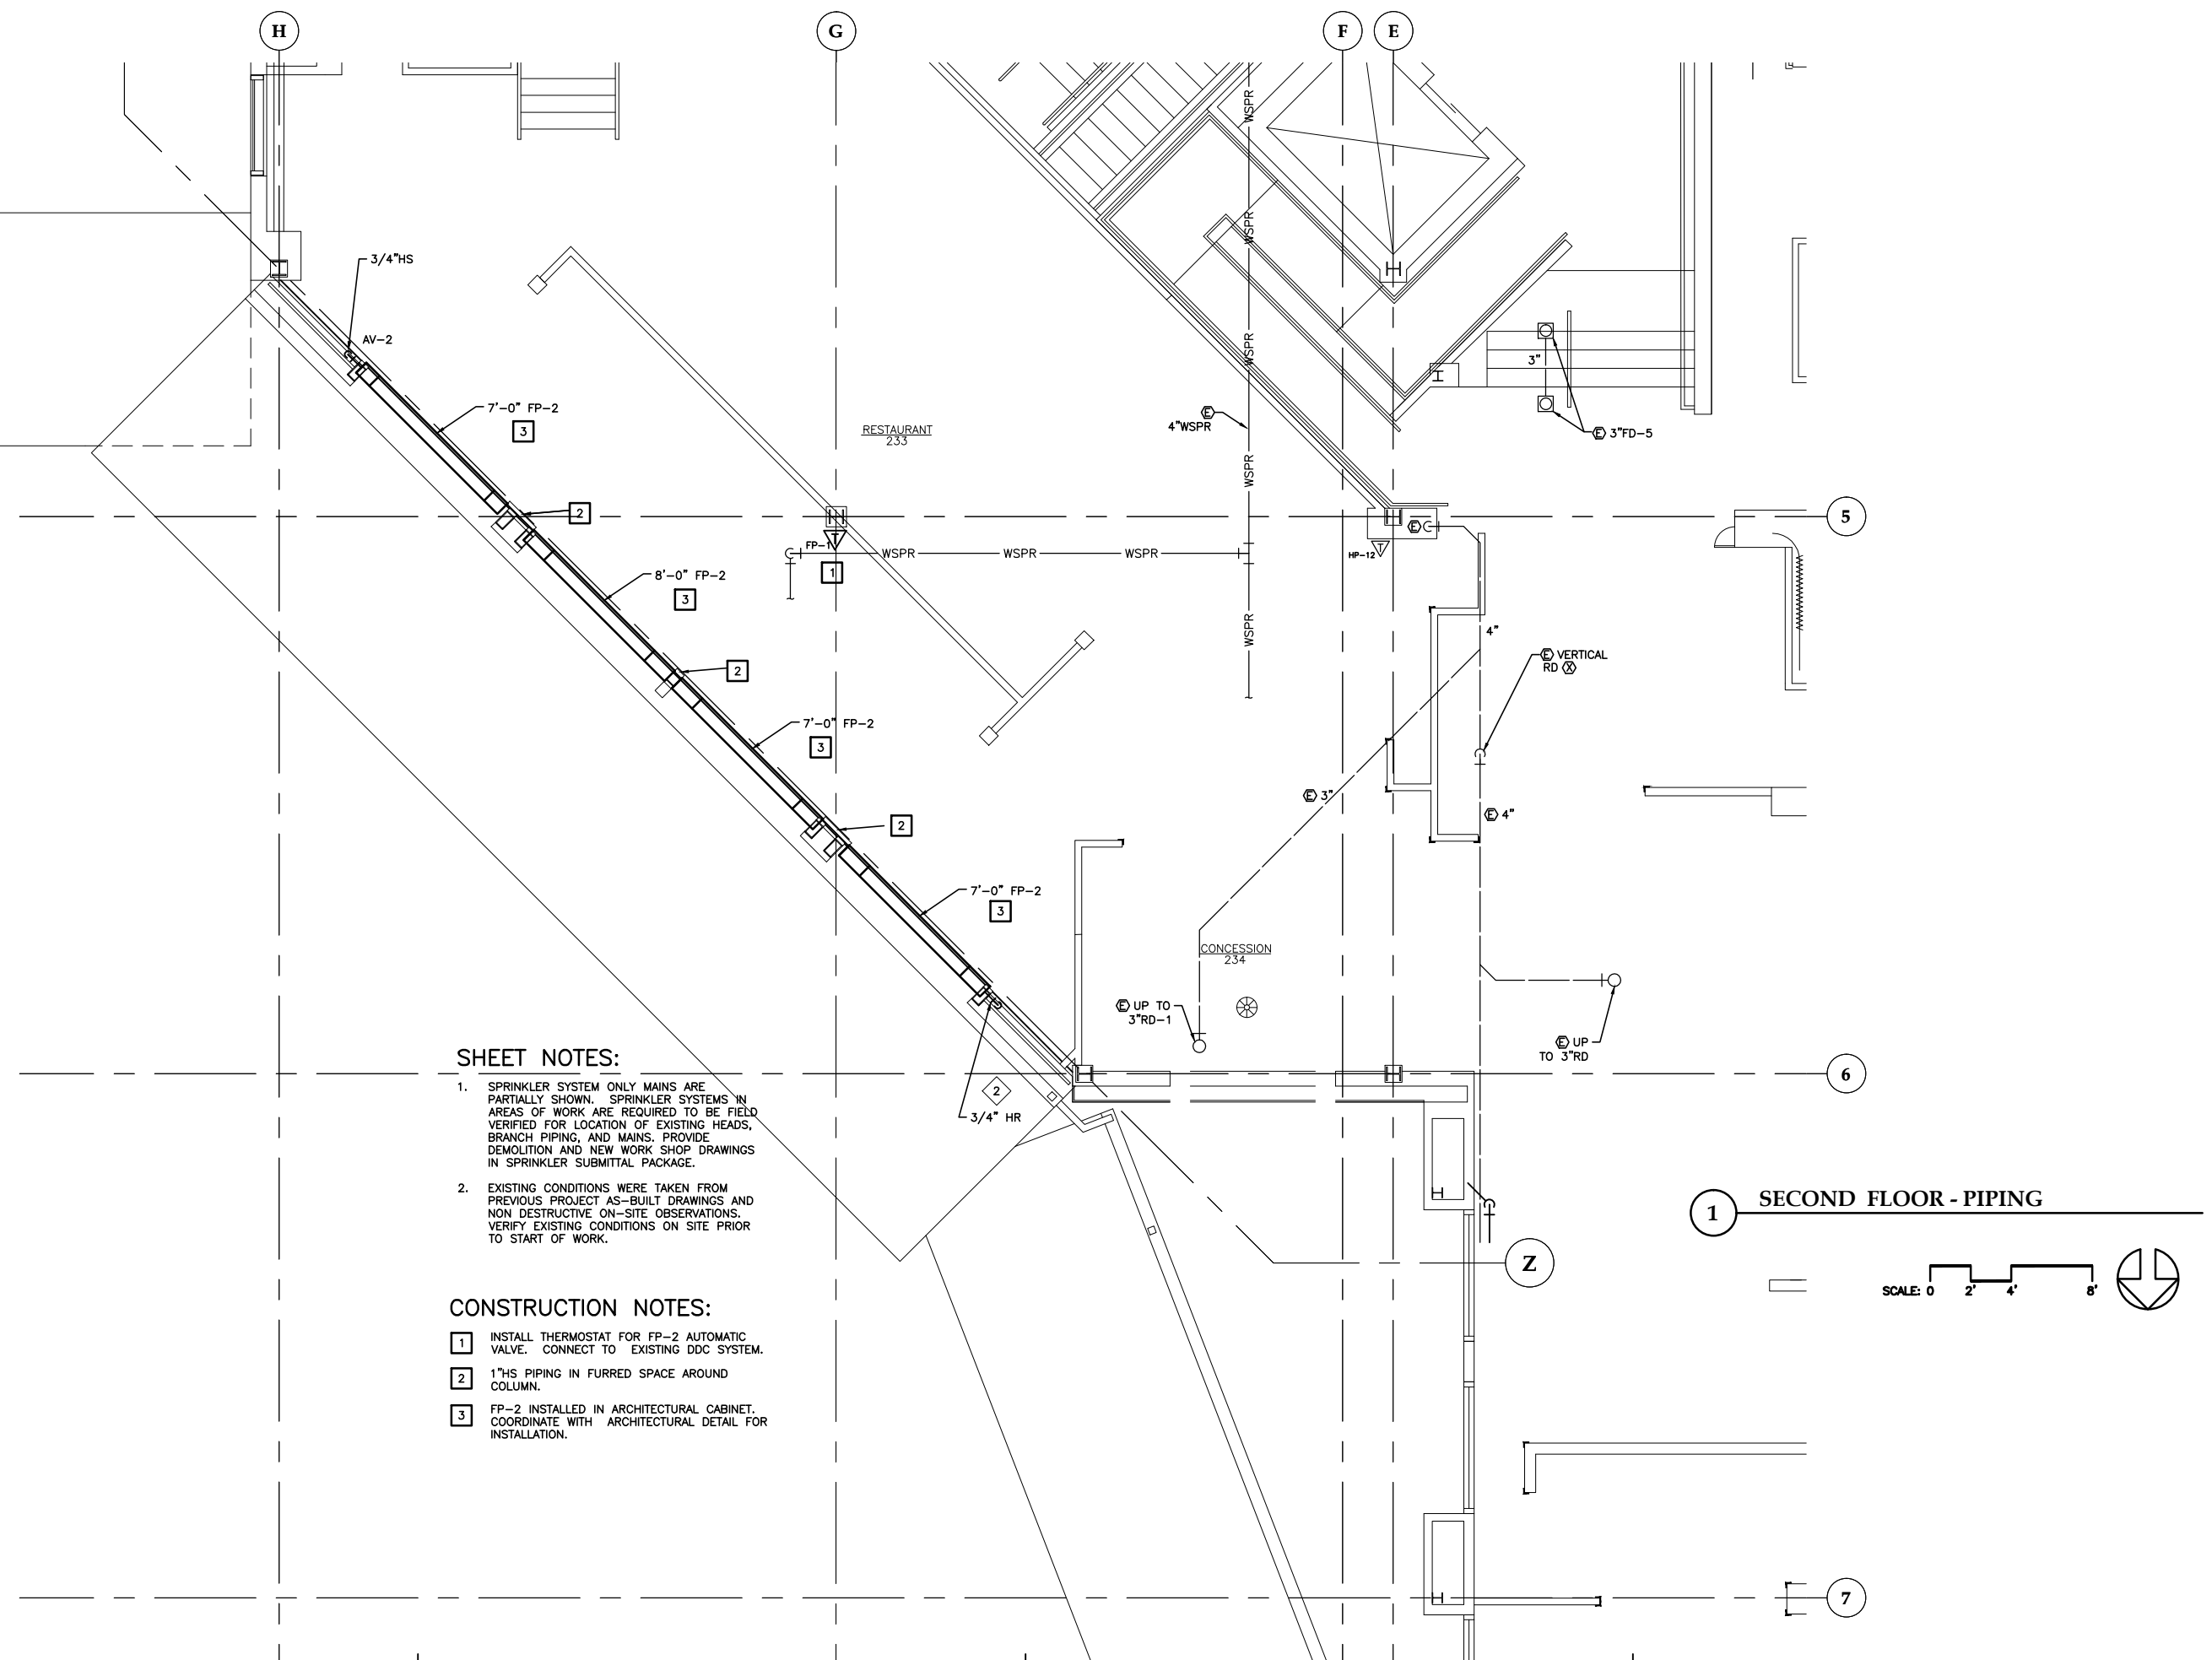 H
G
F
E
3/4"HS
AV-2
7'-0" FP-2
3
2
RESTAURANT
233
WSPR
WSPR
WSPR
WSPR
WSPR
E
4"WSPR
3"
E 3"FD-5
5
FP-1
T
1
WSPR
WSPR
WSPR
E
HP-12
T
8'-0" FP-2
3
2
4"
E VERTICAL
RD X
7'-0" FP-2
3
2
E 3"
E 4"
7'-0" FP-2
3
CONCESSION
234
E UP TO
3"RD-1
E UP
TO 3"RD
6
2
3/4" HR
SHEET NOTES:
1. SPRINKLER SYSTEM ONLY MAINS ARE
PARTIALLY SHOWN. SPRINKLER SYSTEMS IN
AREAS OF WORK ARE REQUIRED TO BE FIELD
VERIFIED FOR LOCATION OF EXISTING HEADS,
BRANCH PIPING, AND MAINS. PROVIDE
DEMOLITION AND NEW WORK SHOP DRAWINGS
IN SPRINKLER SUBMITTAL PACKAGE.
2. EXISTING CONDITIONS WERE TAKEN FROM
PREVIOUS PROJECT AS-BUILT DRAWINGS AND
NON DESTRUCTIVE ON-SITE OBSERVATIONS.
VERIFY EXISTING CONDITIONS ON SITE PRIOR
TO START OF WORK.
CONSTRUCTION NOTES:
1 INSTALL THERMOSTAT FOR FP-2 AUTOMATIC
VALVE. CONNECT TO EXISTING DDC SYSTEM.
2 1"HS PIPING IN FURRED SPACE AROUND
COLUMN.
3 FP-2 INSTALLED IN ARCHITECTURAL CABINET.
COORDINATE WITH ARCHITECTURAL DETAIL FOR
INSTALLATION.
Z
1 SECOND FLOOR - PIPING
SCALE: 0 2' 4' 8'
7